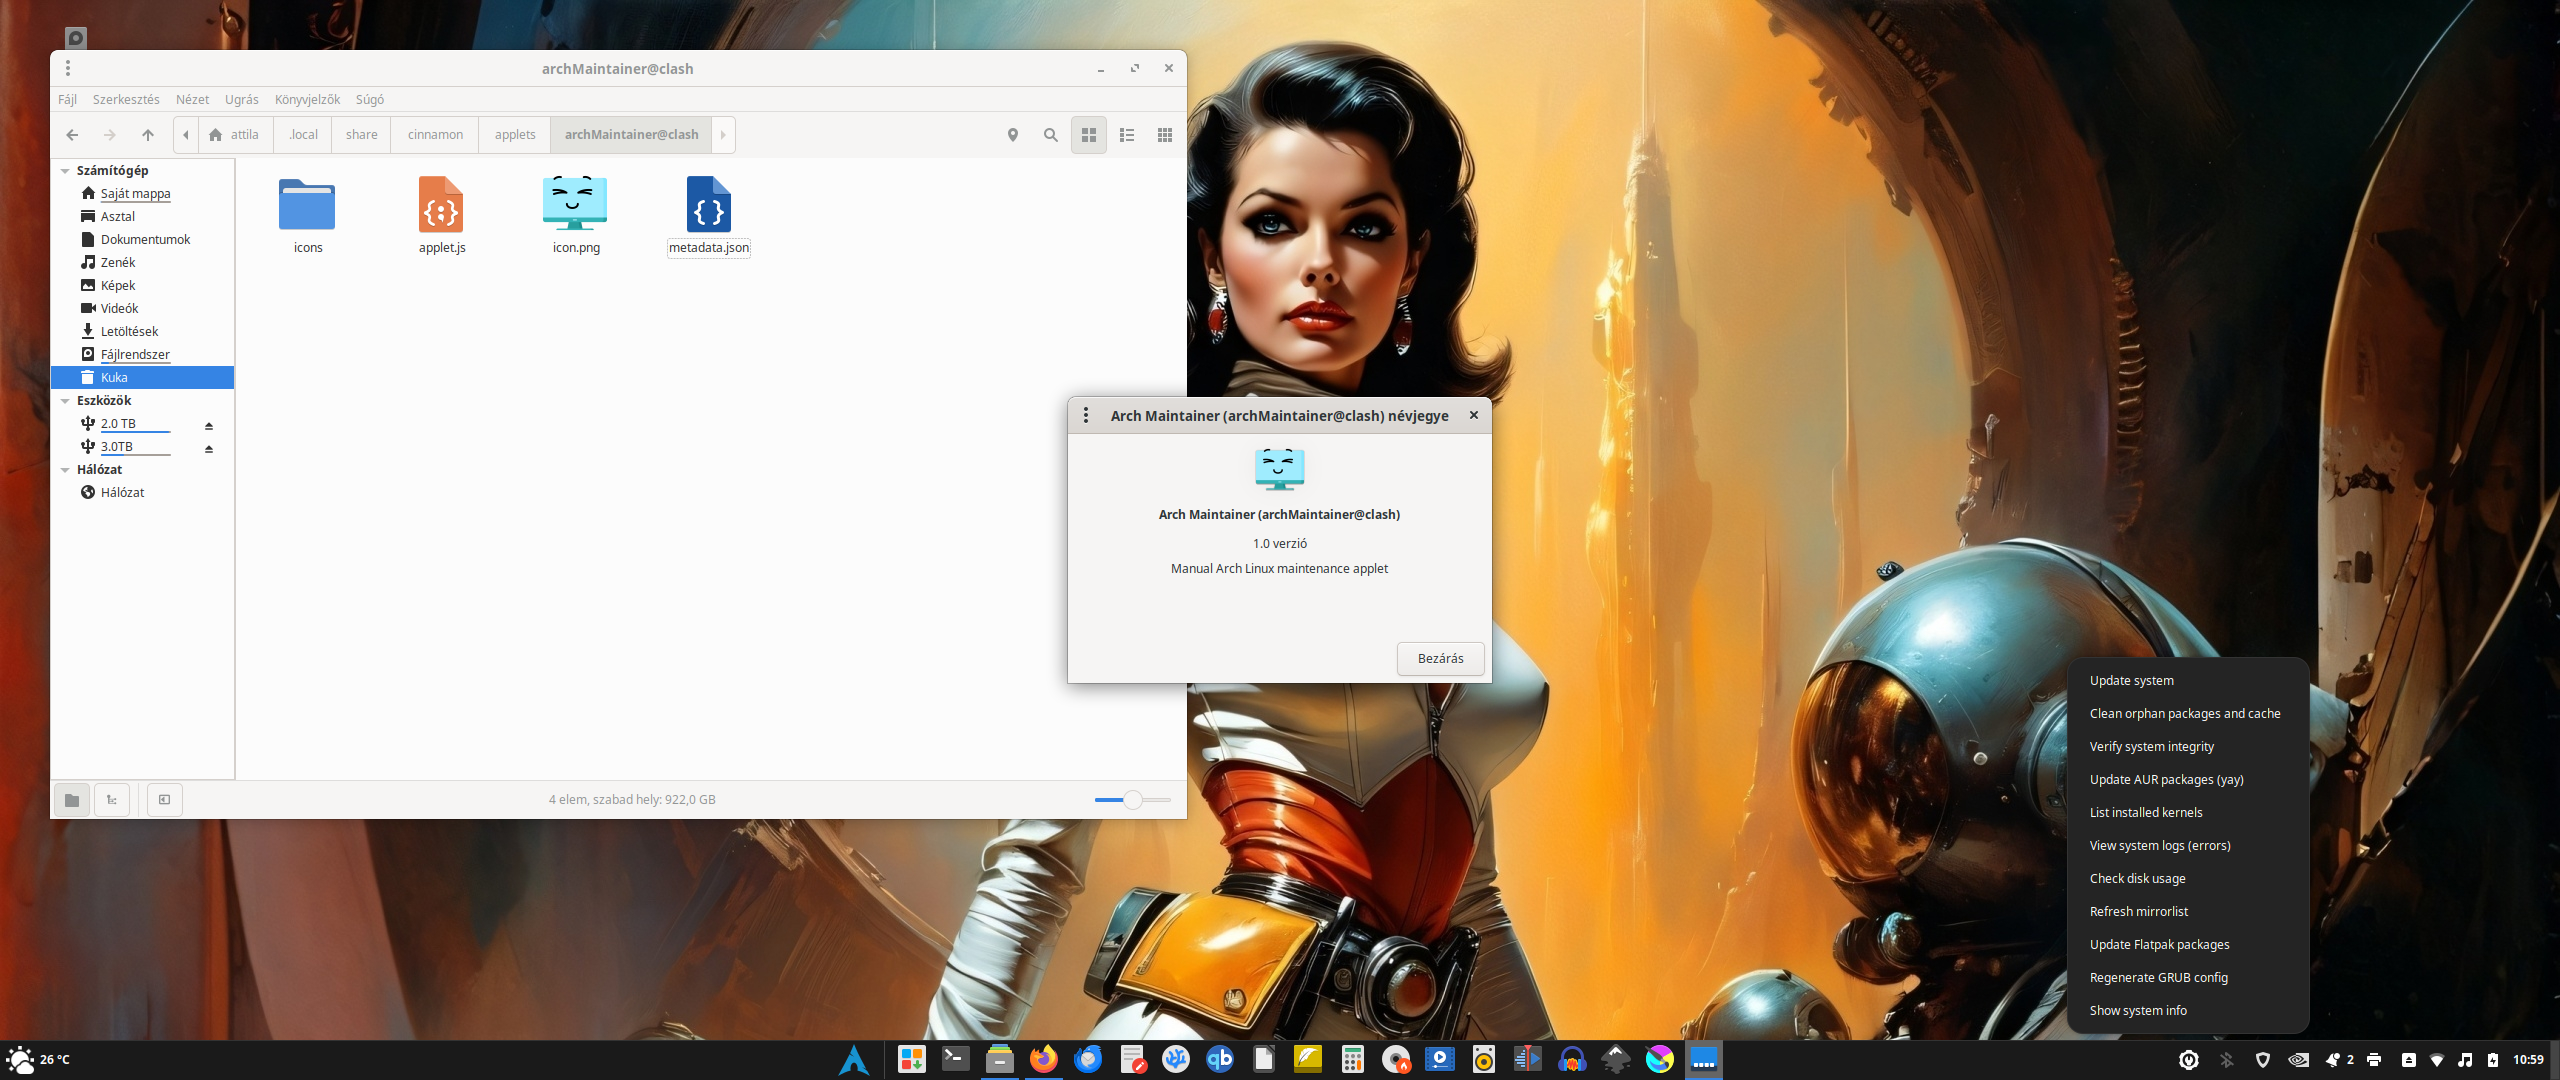 archMaintainer@clash
Fájl Szerkesztés Nézet Ugrás Könyvjelzők Súgó
attila .local share cinnamon applets archMaintainer@clash
Számítógép
Saját mappa
Asztal
Dokumentumok
Zenék
Képek
Videók
Letöltések
Fájlrendszer
Kuka
Eszközök
2.0 TB
3.0TB
Hálózat
Hálózat
icons applet.js icon.png metadata.json
4 elem, szabad hely: 922,0 GB
Arch Maintainer (archMaintainer@clash) névjegye
Arch Maintainer (archMaintainer@clash)
1.0 verzió
Manual Arch Linux maintenance applet
Bezárás
Update system
Clean orphan packages and cache
Verify system integrity
Update AUR packages (yay)
List installed kernels
View system logs (errors)
Check disk usage
Refresh mirrorlist
Update Flatpak packages
Regenerate GRUB config
Show system info
26 °C
qb
2
10:59